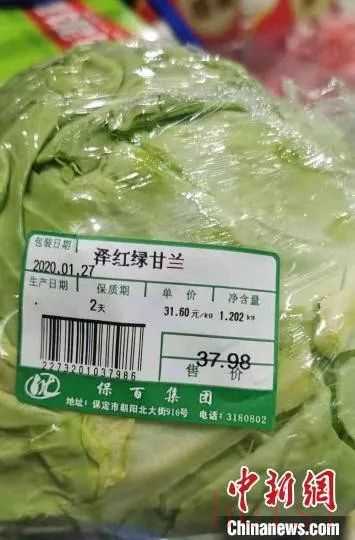 包装日期
泽红绿甘兰
2020.01.27
生产日期 保质期 单价 净含量
2天 31.60元/kg 1.202kg
37.98
售价
2273201037986
保百集团
地址：保定市朝阳北大街916号 电话：3180802
中新网
Chinanews.com